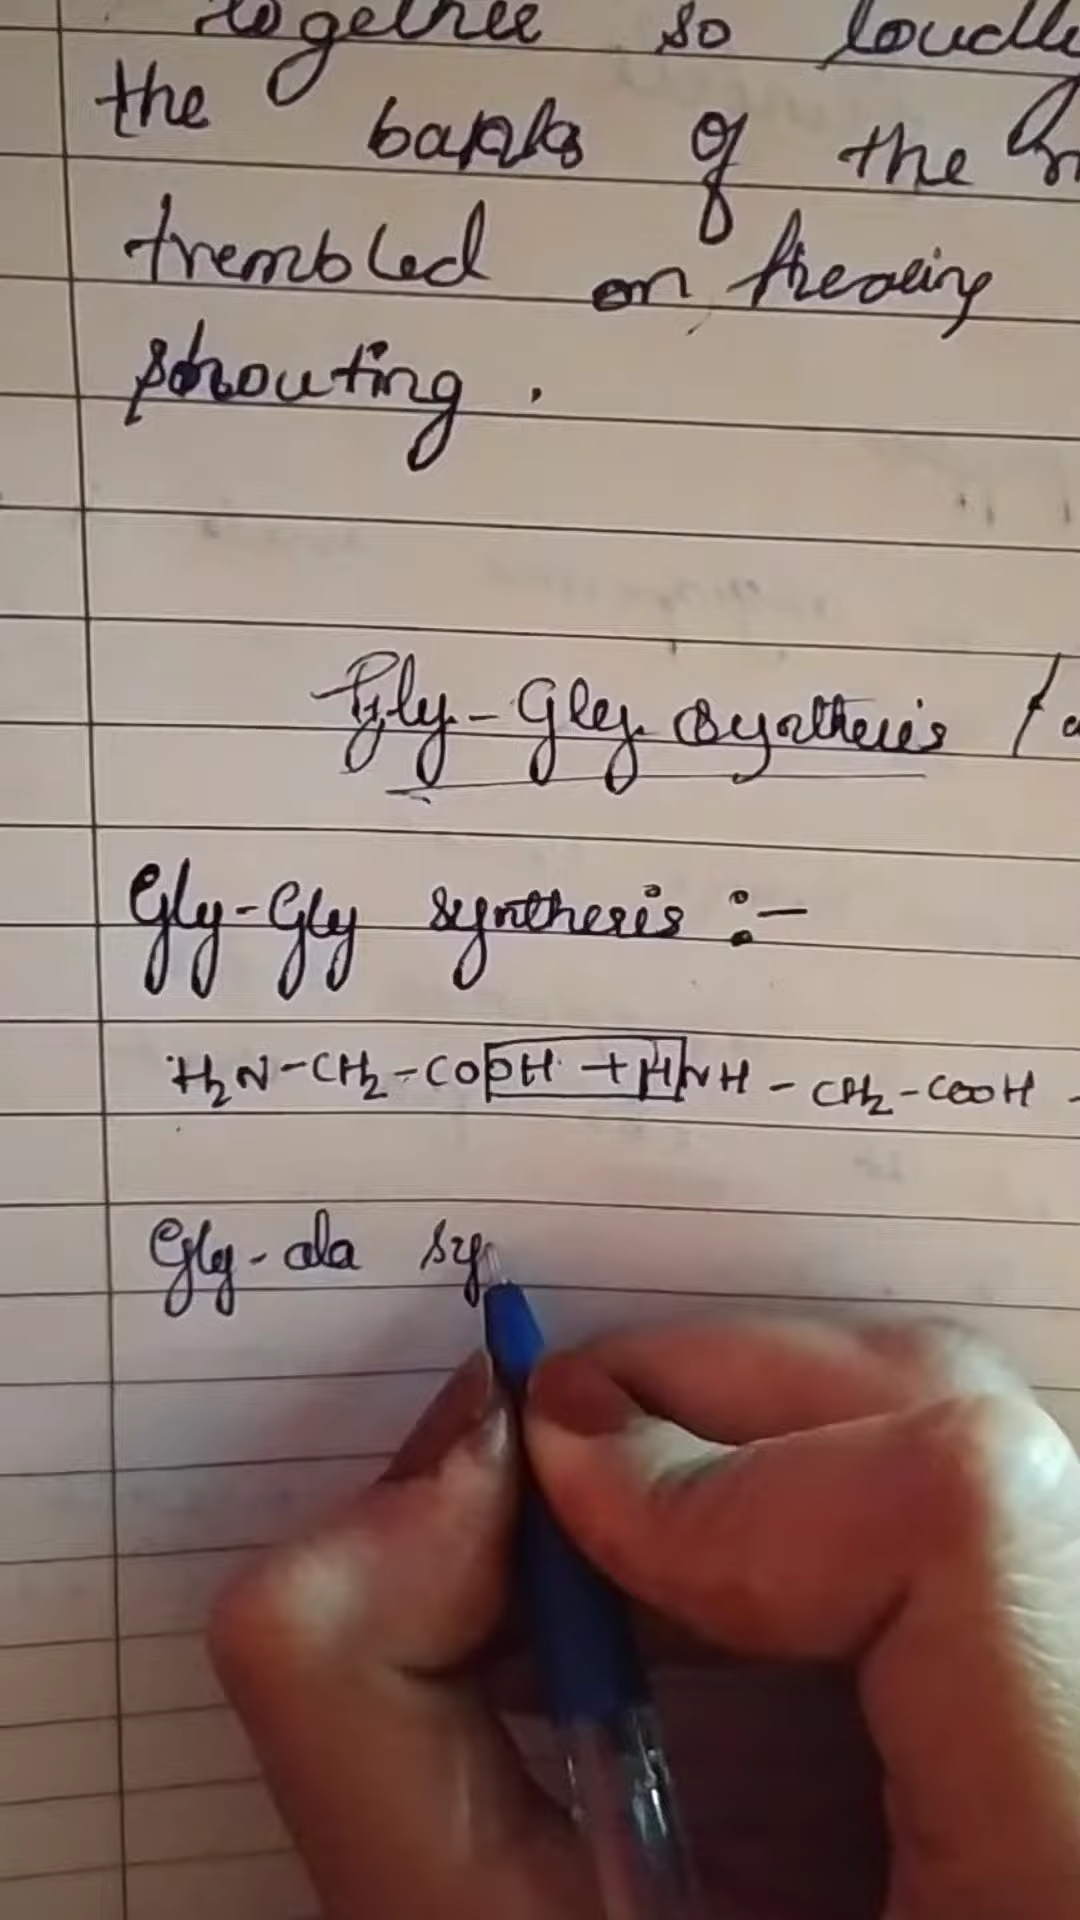 together so loudly
the banks of the
trembled on hearing
shouting.
Gly-Gly synthesis (
Gly-Gly synthesis :-
H₂N-CH₂-COOH + HNH-CH₂-COOH -
Gly-ala sy